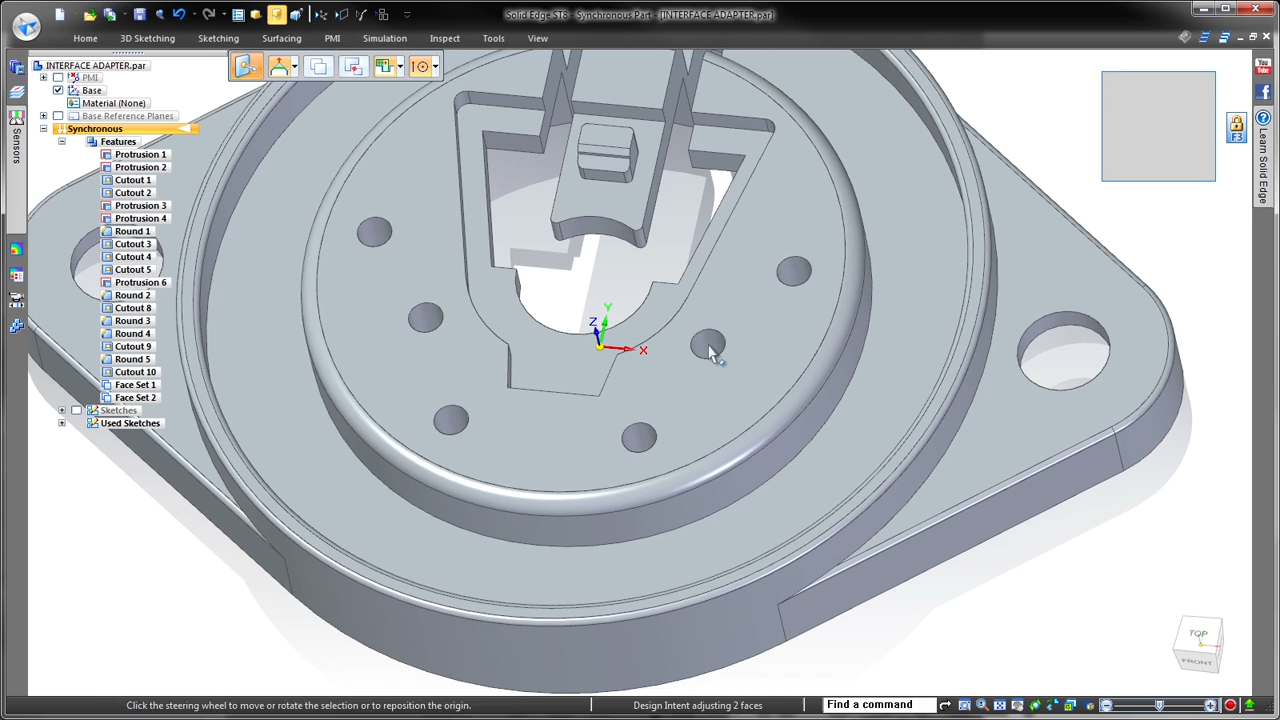 Solid Edge ST8 - Synchronous Part - [INTERFACE ADAPTER.par]
Home
3D Sketching
Sketching
Surfacing
PMI
Simulation
Inspect
Tools
View
INTERFACE ADAPTER.par
PMI
Base
Material (None)
Base Reference Planes
Synchronous
Features
Protrusion 1
Protrusion 2
Cutout 1
Cutout 2
Protrusion 3
Protrusion 4
Round 1
Cutout 3
Cutout 4
Cutout 5
Protrusion 6
Round 2
Cutout 8
Round 3
Round 4
Cutout 9
Round 5
Cutout 10
Face Set 1
Face Set 2
Sketches
Used Sketches
Sensors
Y
Z
X
F3
You
Tube
Learn Solid Edge
TOP
FRONT
Click the steering wheel to move or rotate the selection or to reposition the origin.
Design Intent adjusting 2 faces
Find a command